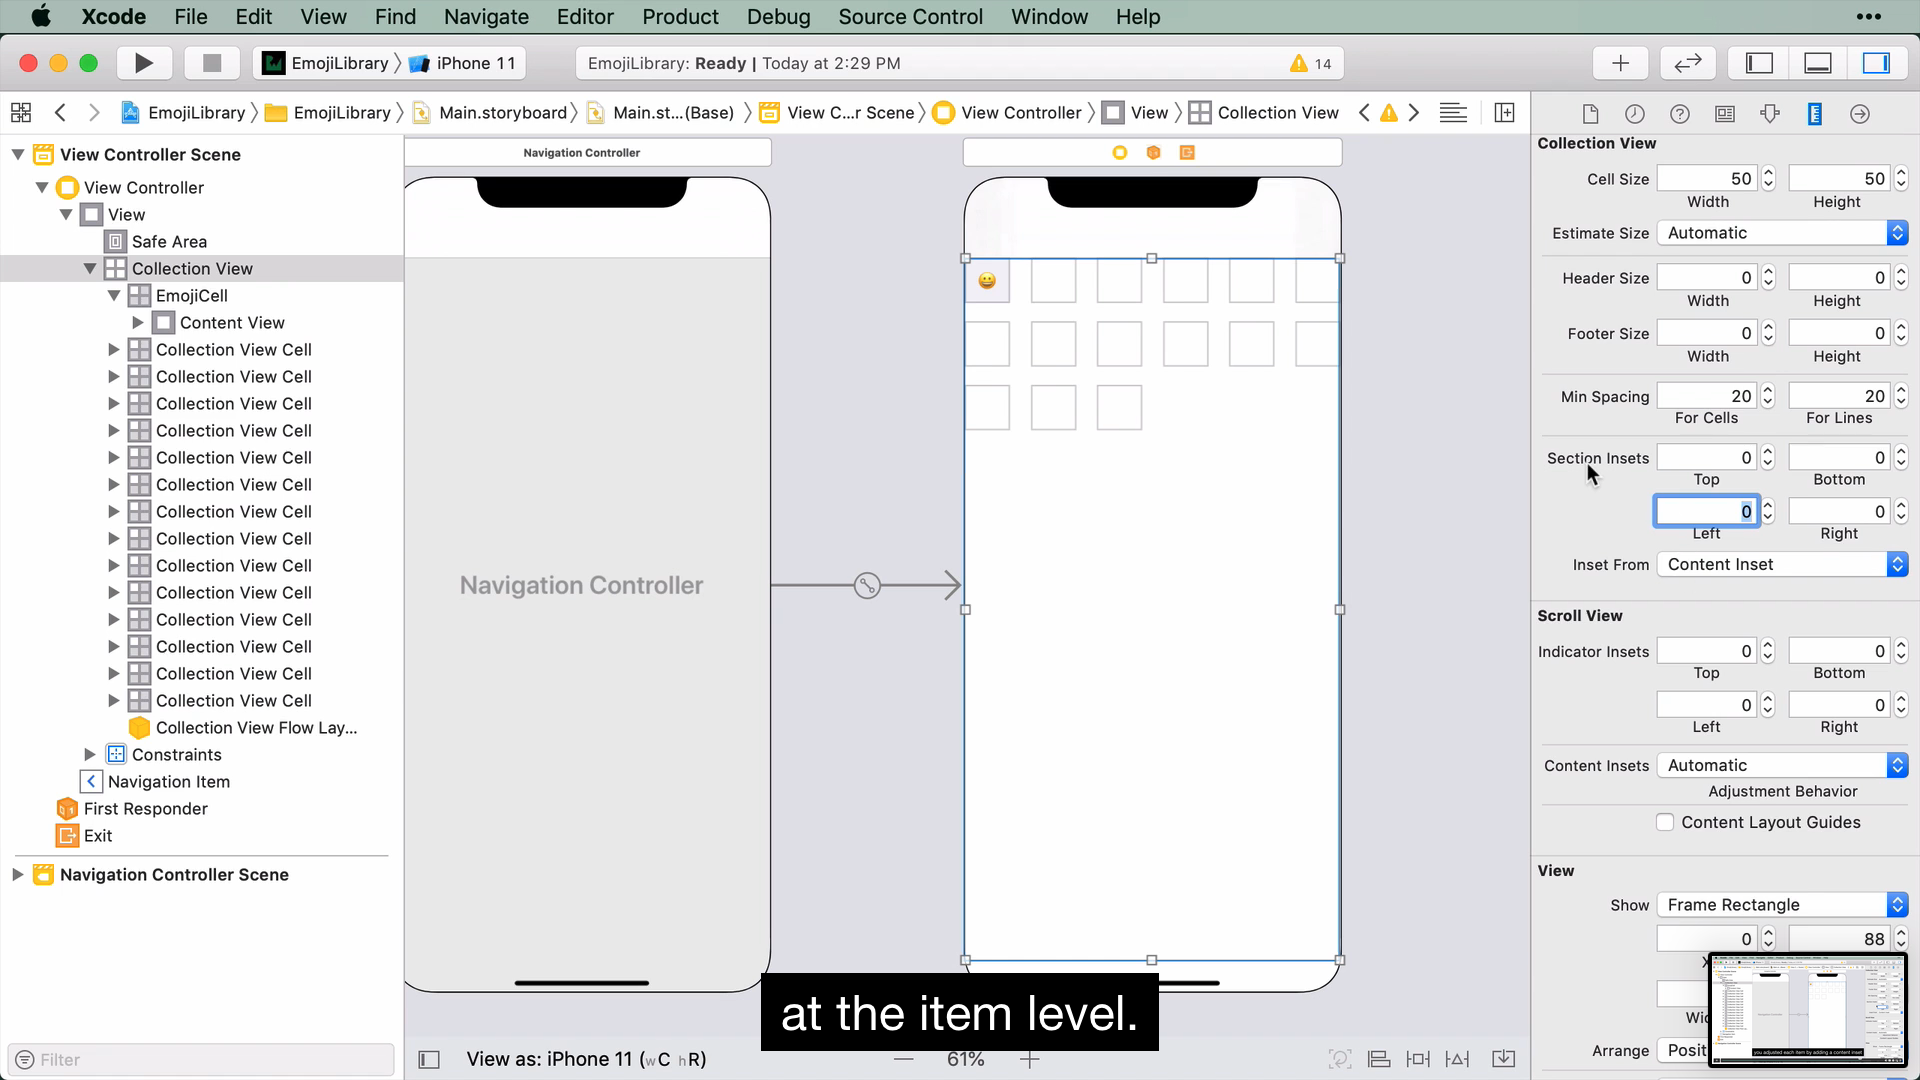 Xcode File Edit View Find Navigate Editor Product Debug Source Control Window Help
EmojiLibrary iPhone 11
EmojiLibrary: Ready | Today at 2:29 PM
14
EmojiLibrary EmojiLibrary Main.storyboard Main.st...(Base) View C...r Scene View Controller View Collection View
View Controller Scene
View Controller
View
Safe Area
Collection View
EmojiCell
Content View
Collection View Cell
Collection View Cell
Collection View Cell
Collection View Cell
Collection View Cell
Collection View Cell
Collection View Cell
Collection View Cell
Collection View Cell
Collection View Cell
Collection View Cell
Collection View Cell
Collection View Cell
Collection View Cell
Collection View Flow Lay...
Constraints
Navigation Item
First Responder
Exit
Navigation Controller Scene
Filter
Navigation Controller
Navigation Controller
at the item level.
View as: iPhone 11 (wC hR)
61%
Collection View
Cell Size 50 50
Width Height
Estimate Size Automatic
Header Size 0 0
Width Height
Footer Size 0 0
Width Height
Min Spacing 20 20
For Cells For Lines
Section Insets 0 0
Top Bottom
0 0
Left Right
Inset From Content Inset
Scroll View
Indicator Insets 0 0
Top Bottom
0 0
Left Right
Content Insets Automatic
Adjustment Behavior
Content Layout Guides
View
Show Frame Rectangle
0 88
Arrange Posit
you adjusted each item by adding a content inset